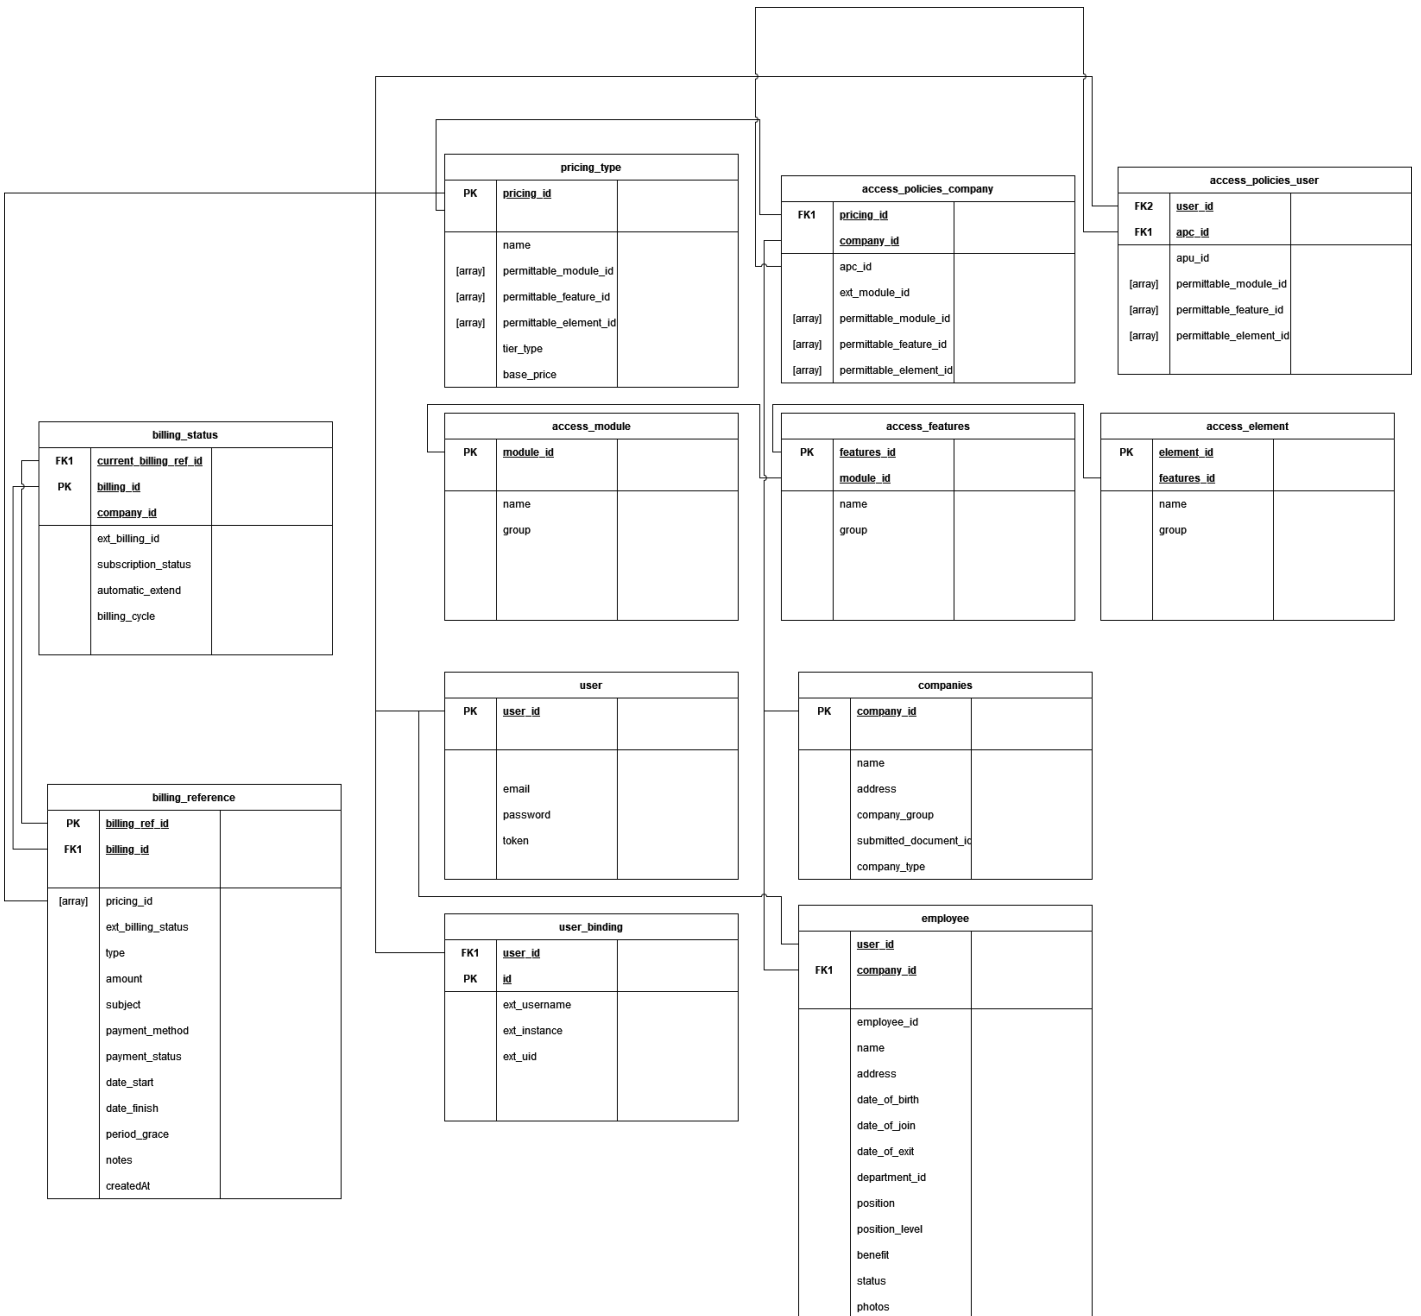 pricing_type
PK pricing_id
name
[array] permittable_module_id
[array] permittable_feature_id
[array] permittable_element_id
tier_type
base_price
access_policies_company
FK1 pricing_id
company_id
apc_id
ext_module_id
[array] permittable_module_id
[array] permittable_feature_id
[array] permittable_element_id
access_policies_user
FK2 user_id
FK1 apc_id
apu_id
[array] permittable_module_id
[array] permittable_feature_id
[array] permittable_element_id
billing_status
FK1 current_billing_ref_id
PK billing_id
company_id
ext_billing_id
subscription_status
automatic_extend
billing_cycle
access_module
PK module_id
name
group
access_features
PK features_id
module_id
name
group
access_element
PK element_id
features_id
name
group
user
PK user_id
email
password
token
companies
PK company_id
name
address
company_group
submitted_document_id
company_type
billing_reference
PK billing_ref_id
FK1 billing_id
[array] pricing_id
ext_billing_status
type
amount
subject
payment_method
payment_status
date_start
date_finish
period_grace
notes
createdAt
user_binding
FK1 user_id
PK id
ext_username
ext_instance
ext_uid
employee
user_id
FK1 company_id
employee_id
name
address
date_of_birth
date_of_join
date_of_exit
department_id
position
position_level
benefit
status
photos